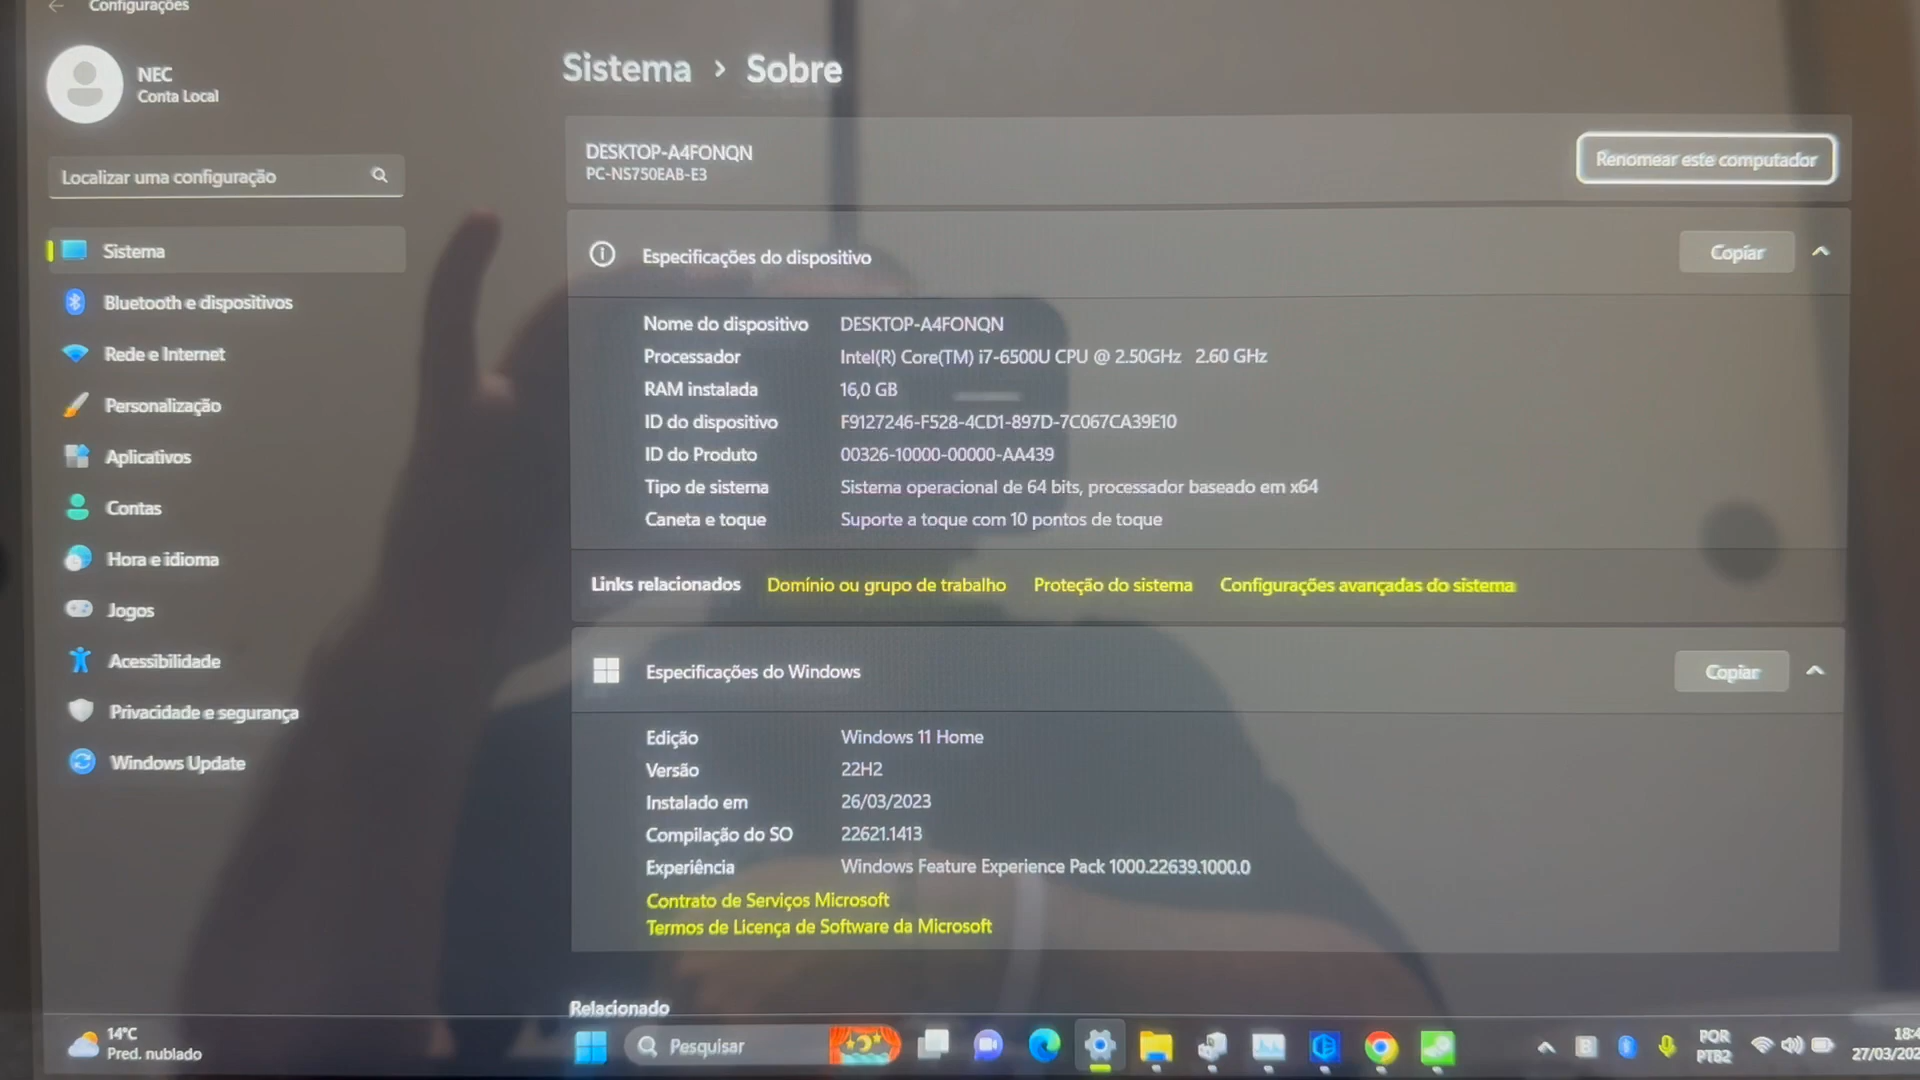 Configurações
NEC
Conta Local
Localizar uma configuração
Sistema
Bluetooth e dispositivos
Rede e Internet
Personalização
Aplicativos
Contas
Hora e idioma
Jogos
Acessibilidade
Privacidade e segurança
Windows Update
Sistema > Sobre
DESKTOP-A4FONQN
PC-NS750EAB-E3
Renomear este computador
Especificações do dispositivo
Copiar
Nome do dispositivo DESKTOP-A4FONQN
Processador Intel(R) Core(TM) i7-6500U CPU @ 2.50GHz 2.60 GHz
RAM instalada 16,0 GB
ID do dispositivo F9127246-F528-4CD1-897D-7C067CA39E10
ID do Produto 00326-10000-00000-AA439
Tipo de sistema Sistema operacional de 64 bits, processador baseado em x64
Caneta e toque Suporte a toque com 10 pontos de toque
Links relacionados Domínio ou grupo de trabalho Proteção do sistema Configurações avançadas do sistema
Especificações do Windows
Copiar
Edição Windows 11 Home
Versão 22H2
Instalado em 26/03/2023
Compilação do SO 22621.1413
Experiência Windows Feature Experience Pack 1000.22639.1000.0
Contrato de Serviços Microsoft
Termos de Licença de Software da Microsoft
Relacionado
14°C
Pred. nublado
Pesquisar
POR
PTB2
18:4
27/03/202